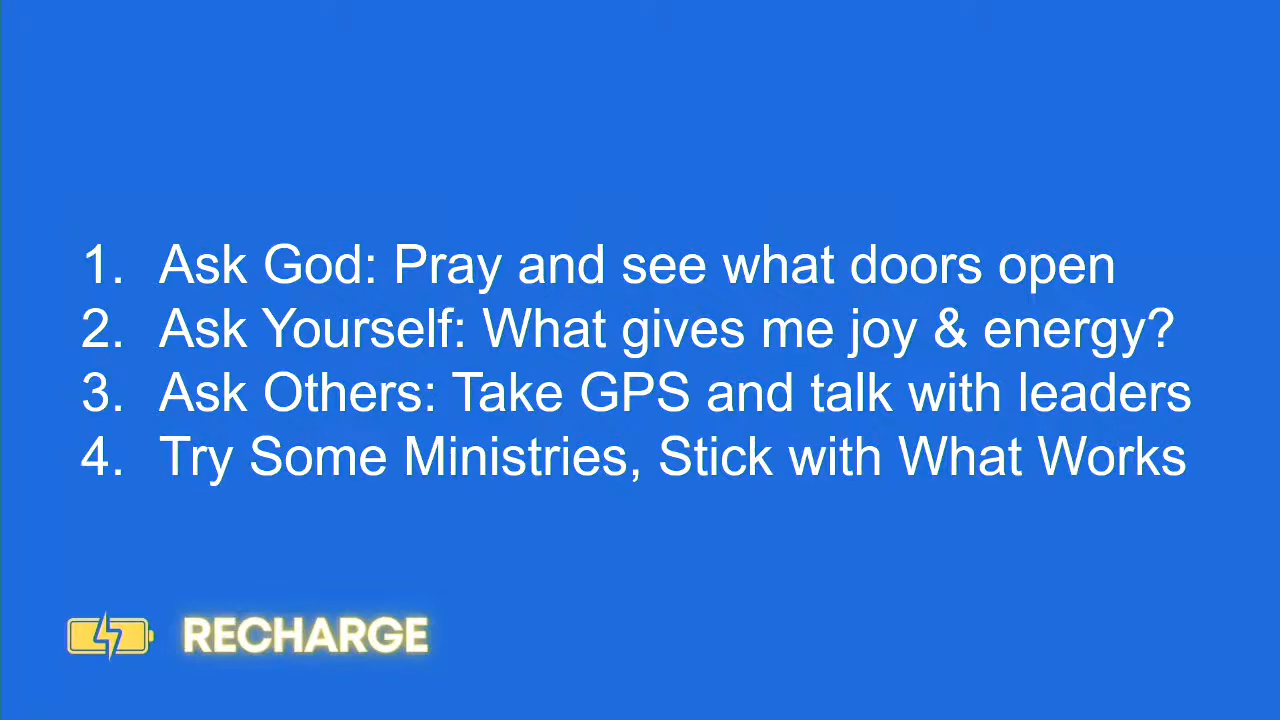 1. Ask God: Pray and see what doors open
2. Ask Yourself: What gives me joy & energy?
3. Ask Others: Take GPS and talk with leaders
4. Try Some Ministries, Stick with What Works
RECHARGE